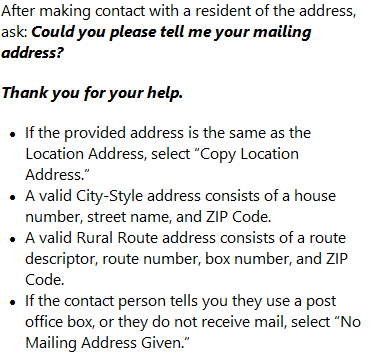 After making contact with a resident of the address,
ask: Could you please tell me your mailing
address?
Thank you for your help.
• If the provided address is the same as the
Location Address, select “Copy Location
Address.”
• A valid City-Style address consists of a house
number, street name, and ZIP Code.
• A valid Rural Route address consists of a route
descriptor, route number, box number, and ZIP
Code.
• If the contact person tells you they use a post
office box, or they do not receive mail, select “No
Mailing Address Given.”